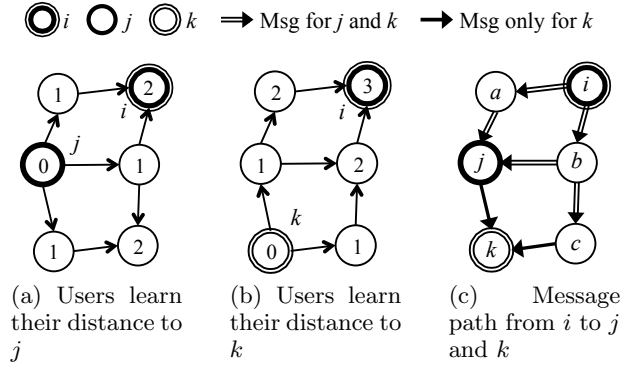 i j k Msg for j and k Msg only for k
1 2 i
0 j 1
1 2
2 3 i
1 2
0 k 1
a i
j b
k c
(a) Users learn
their distance to
j
(b) Users learn
their distance to
k
(c) Message
path from i to j
and k